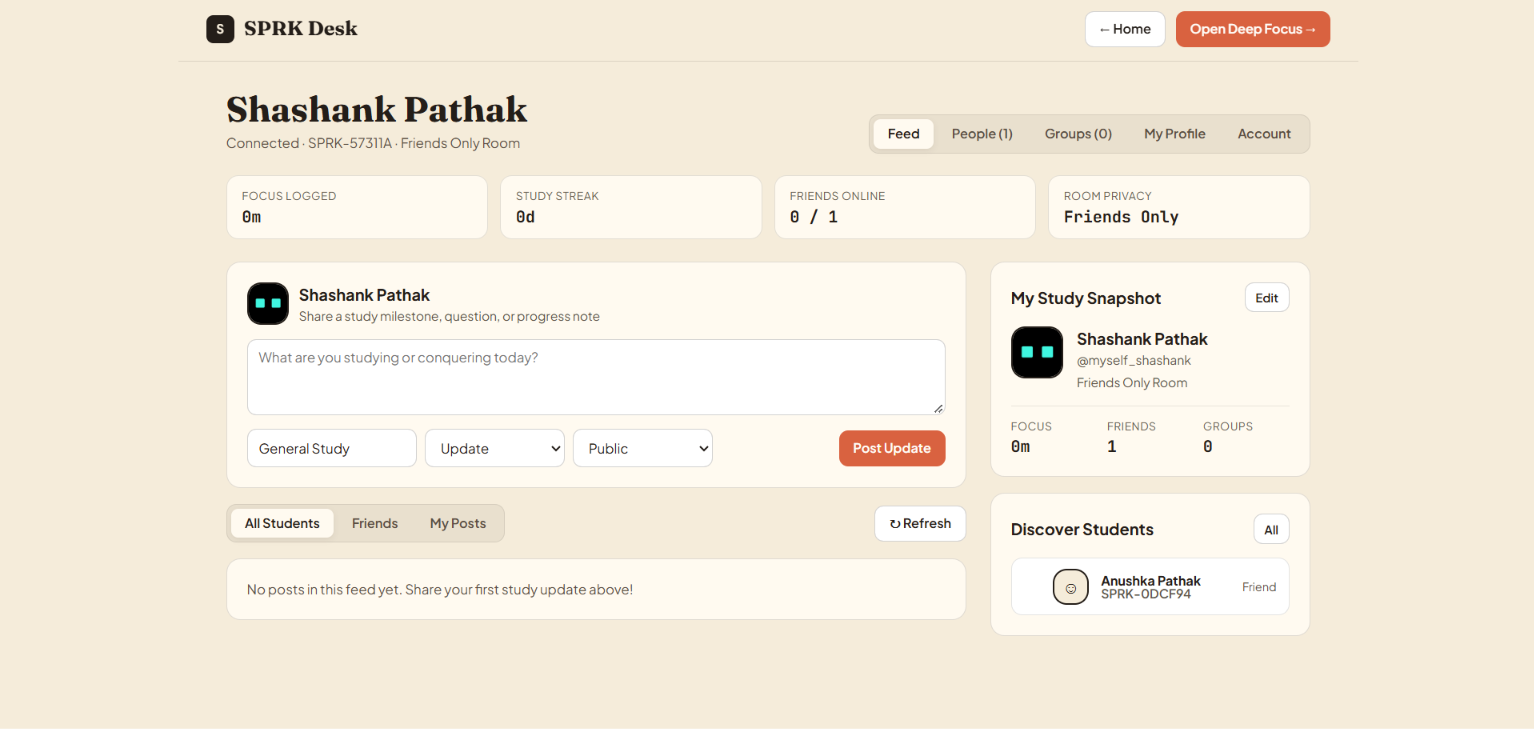 S SPRK Desk
← Home
Open Deep Focus →
Shashank Pathak
Connected · SPRK-57311A · Friends Only Room
Feed
People (1)
Groups (0)
My Profile
Account
FOCUS LOGGED
0m
STUDY STREAK
0d
FRIENDS ONLINE
0 / 1
ROOM PRIVACY
Friends Only
Shashank Pathak
Share a study milestone, question, or progress note
What are you studying or conquering today?
General Study
Update
Public
Post Update
All Students
Friends
My Posts
↻ Refresh
No posts in this feed yet. Share your first study update above!
My Study Snapshot
Edit
Shashank Pathak
@myself_shashank
Friends Only Room
FOCUS
0m
FRIENDS
1
GROUPS
0
Discover Students
All
Anushka Pathak
SPRK-0DCF94
Friend